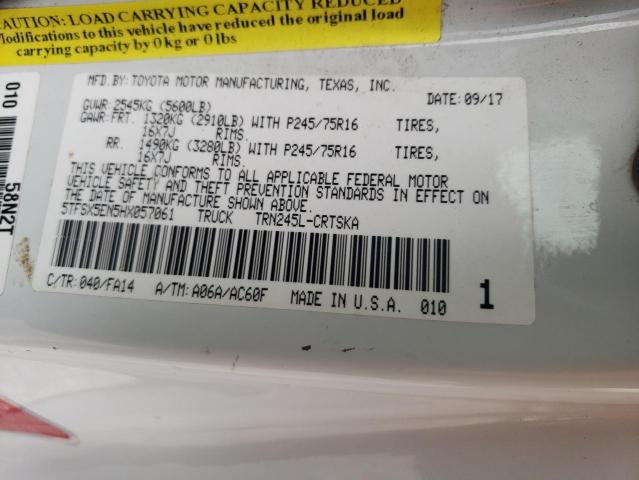 CAUTION: LOAD CARRYING CAPACITY REDUCED
Modifications to this vehicle have reduced the original load
carrying capacity by 0 kg or 0 lbs
010
58N2T
MFD.BY: TOYOTA MOTOR MANUFACTURING, TEXAS, INC.
DATE: 09/17
GVWR: 2545KG (5600LB)
GAWR: FRT. 1320KG (2910LB) WITH P245/75R16 TIRES,
16X7J RIMS.
RR. 1490KG (3280LB) WITH P245/75R16 TIRES,
16X7J RIMS.
THIS VEHICLE CONFORMS TO ALL APPLICABLE FEDERAL MOTOR
VEHICLE SAFETY AND THEFT PREVENTION STANDARDS IN EFFECT ON
THE DATE OF MANUFACTURE SHOWN ABOVE.
5TFSX5EN5HX057061 TRUCK TRN245L-CRTSKA
C/TR: 040/FA14 A/TM: A06A/AC60F MADE IN U.S.A. 010 1